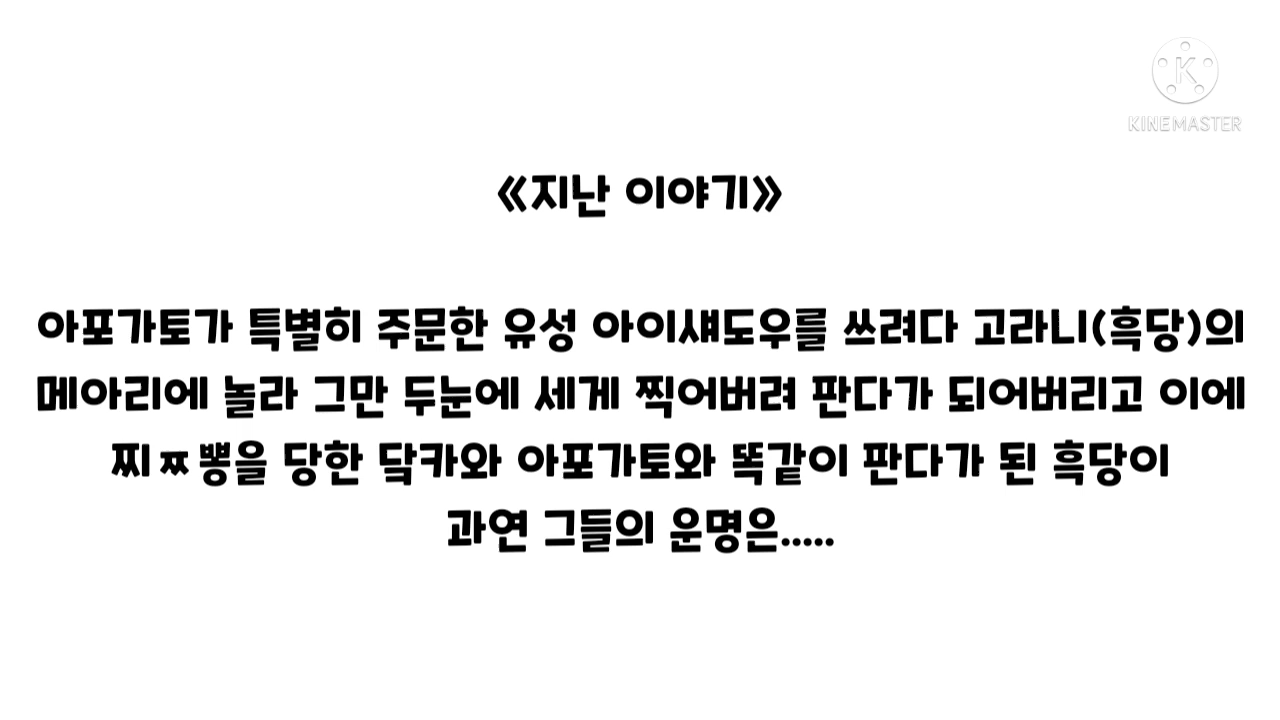 KINEMASTER
《지난 이야기》
아포가토가 특별히 주문한 유성 아이섀도우를 쓰려다 고라니(흑당)의
메아리에 놀라 그만 두눈에 세게 찍어버려 판다가 되어버리고 이에
찌ㅉ뽕을 당한 닼카와 아포가토와 똑같이 판다가 된 흑당이
과연 그들의 운명은.....